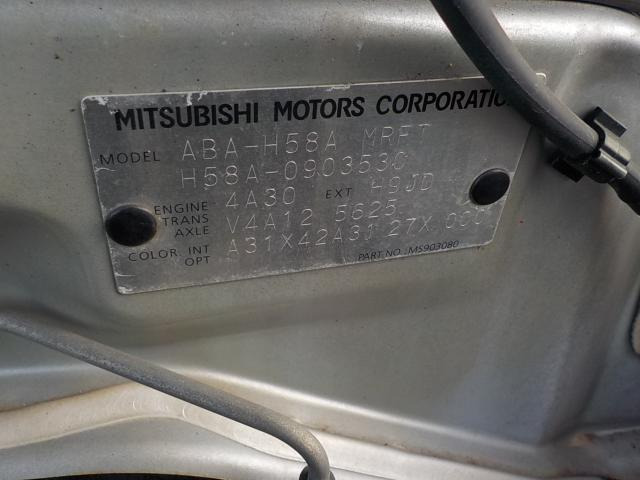 MITSUBISHI MOTORS CORPORATION
MODEL ABA-H58A MRFT
H58A-0903530
ENGINE 4A30 EXT H9JD
TRANS AXLE V4A12 5625
COLOR. INT OPT A31X42A31 27X
PART NO. MS903080